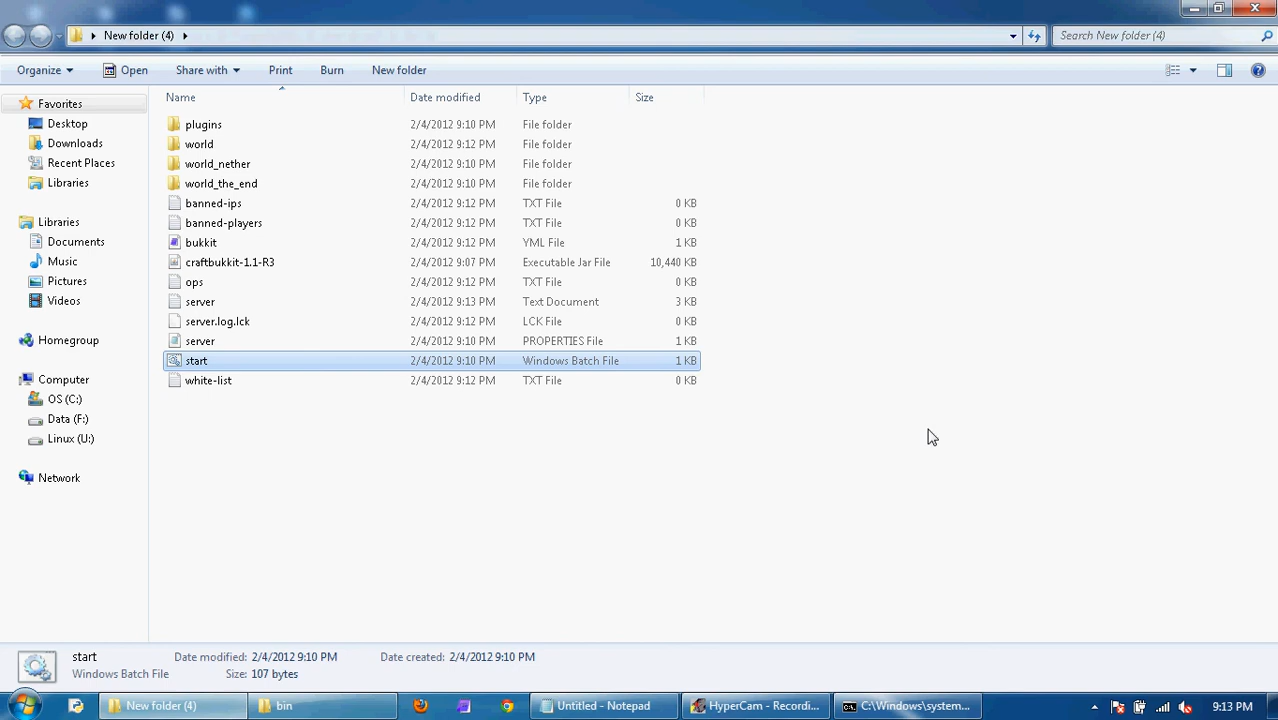 New folder (4)
Search New folder (4)
Organize Open Share with Print Burn New folder
Name Date modified Type Size
Favorites
Desktop
Downloads
Recent Places
Libraries
Libraries
Documents
Music
Pictures
Videos
Homegroup
Computer
OS (C:)
Data (F:)
Linux (U:)
Network
plugins 2/4/2012 9:10 PM File folder
world 2/4/2012 9:12 PM File folder
world_nether 2/4/2012 9:10 PM File folder
world_the_end 2/4/2012 9:10 PM File folder
banned-ips 2/4/2012 9:12 PM TXT File 0 KB
banned-players 2/4/2012 9:12 PM TXT File 0 KB
bukkit 2/4/2012 9:12 PM YML File 1 KB
craftbukkit-1.1-R3 2/4/2012 9:07 PM Executable Jar File 10,440 KB
ops 2/4/2012 9:12 PM TXT File 0 KB
server 2/4/2012 9:13 PM Text Document 3 KB
server.log.lck 2/4/2012 9:12 PM LCK File 0 KB
server 2/4/2012 9:10 PM PROPERTIES File 1 KB
start 2/4/2012 9:10 PM Windows Batch File 1 KB
white-list 2/4/2012 9:12 PM TXT File 0 KB
start Date modified: 2/4/2012 9:10 PM Date created: 2/4/2012 9:10 PM
Windows Batch File Size: 107 bytes
New folder (4) bin Untitled - Notepad HyperCam - Recordi... C:\Windows\system... 9:13 PM